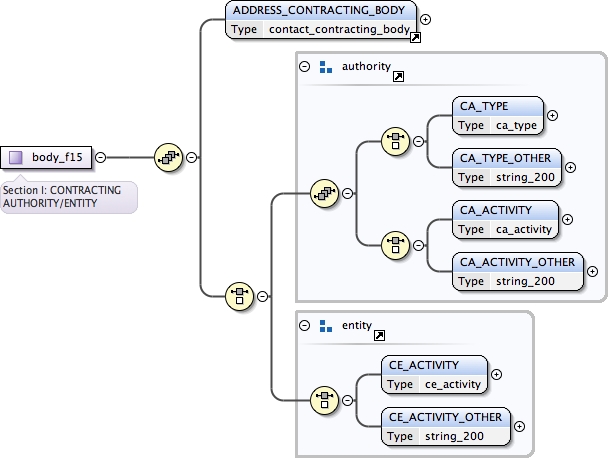 ADDRESS_CONTRACTING_BODY
Type contact_contracting_body
authority
CA_TYPE
Type ca_type
body_f15
CA_TYPE_OTHER
Type string_200
Section I: CONTRACTING
AUTHORITY/ENTITY
CA_ACTIVITY
Type ca_activity
CA_ACTIVITY_OTHER
Type string_200
entity
CE_ACTIVITY
Type ce_activity
CE_ACTIVITY_OTHER
Type string_200